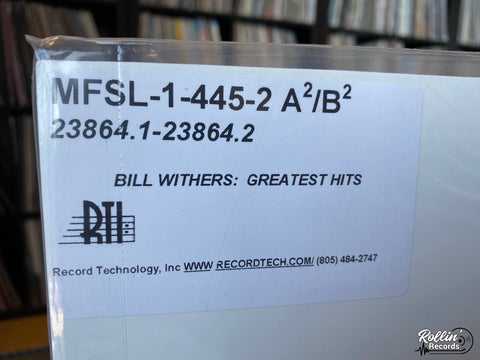 MFSL-1-445-2 A²/B²
23864.1-23864.2
BILL WITHERS: GREATEST HITS
RTI
Record Technology, Inc WWW RECORDTECH.COM/ (805) 484-2747
Rollin'
Records